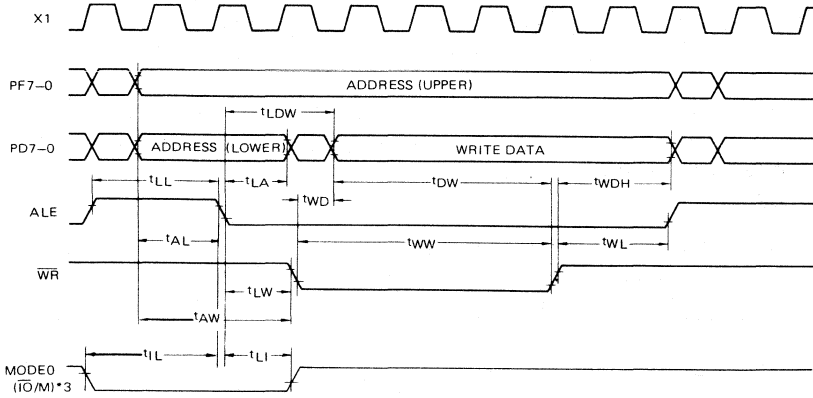 X1
PF7-0 ADDRESS (UPPER)
tLDW
PD7-0 ADDRESS (LOWER) WRITE DATA
tLL tLA tWD tDW tWDH
ALE
tAL tWW tWL
WR
tLW
tAW
tIL tLI
MODE0
(IO/M)*3